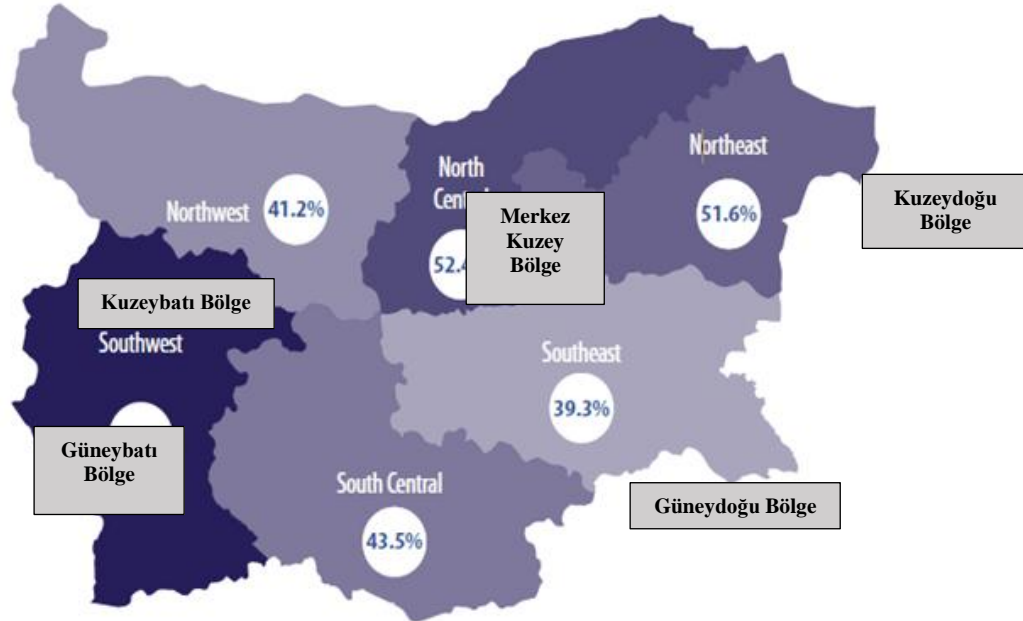 Northeast
North
Northwest
41.2%
51.6%
Kuzeydoğu
Bölge
Merkez
Kuzey
Bölge
Kuzeybatı Bölge
Southwest
Southeast
39.3%
Güneybatı
Bölge
South Central
43.5%
Güneydoğu Bölge